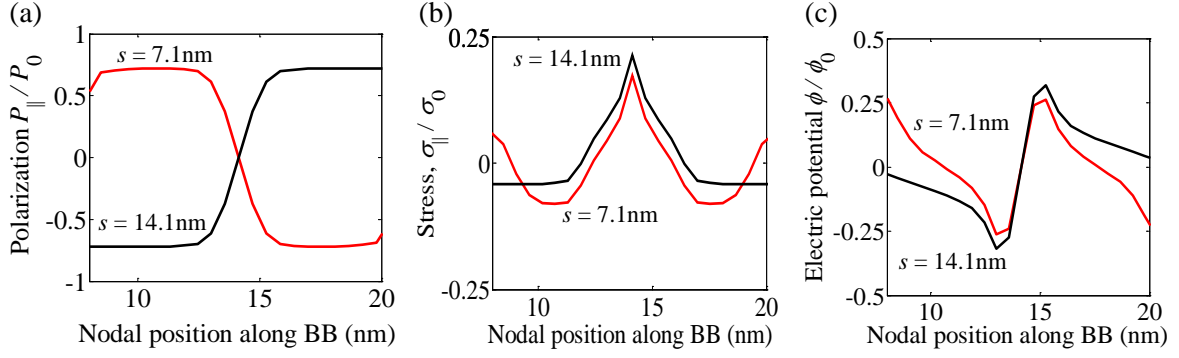 (a)
Polarization P∥ / P0
1
0.5
0
-0.5
-1
s = 7.1nm
s = 14.1nm
10
15
20
Nodal position along BB (nm)
(b)
Stress, σ∥ / σ0
0.25
0
-0.25
s = 14.1nm
s = 7.1nm
10
15
20
Nodal position along BB (nm)
(c)
Electric potential ϕ / ϕ0
0.5
0.25
0
-0.25
-0.5
s = 7.1nm
s = 14.1nm
10
15
20
Nodal position along BB (nm)